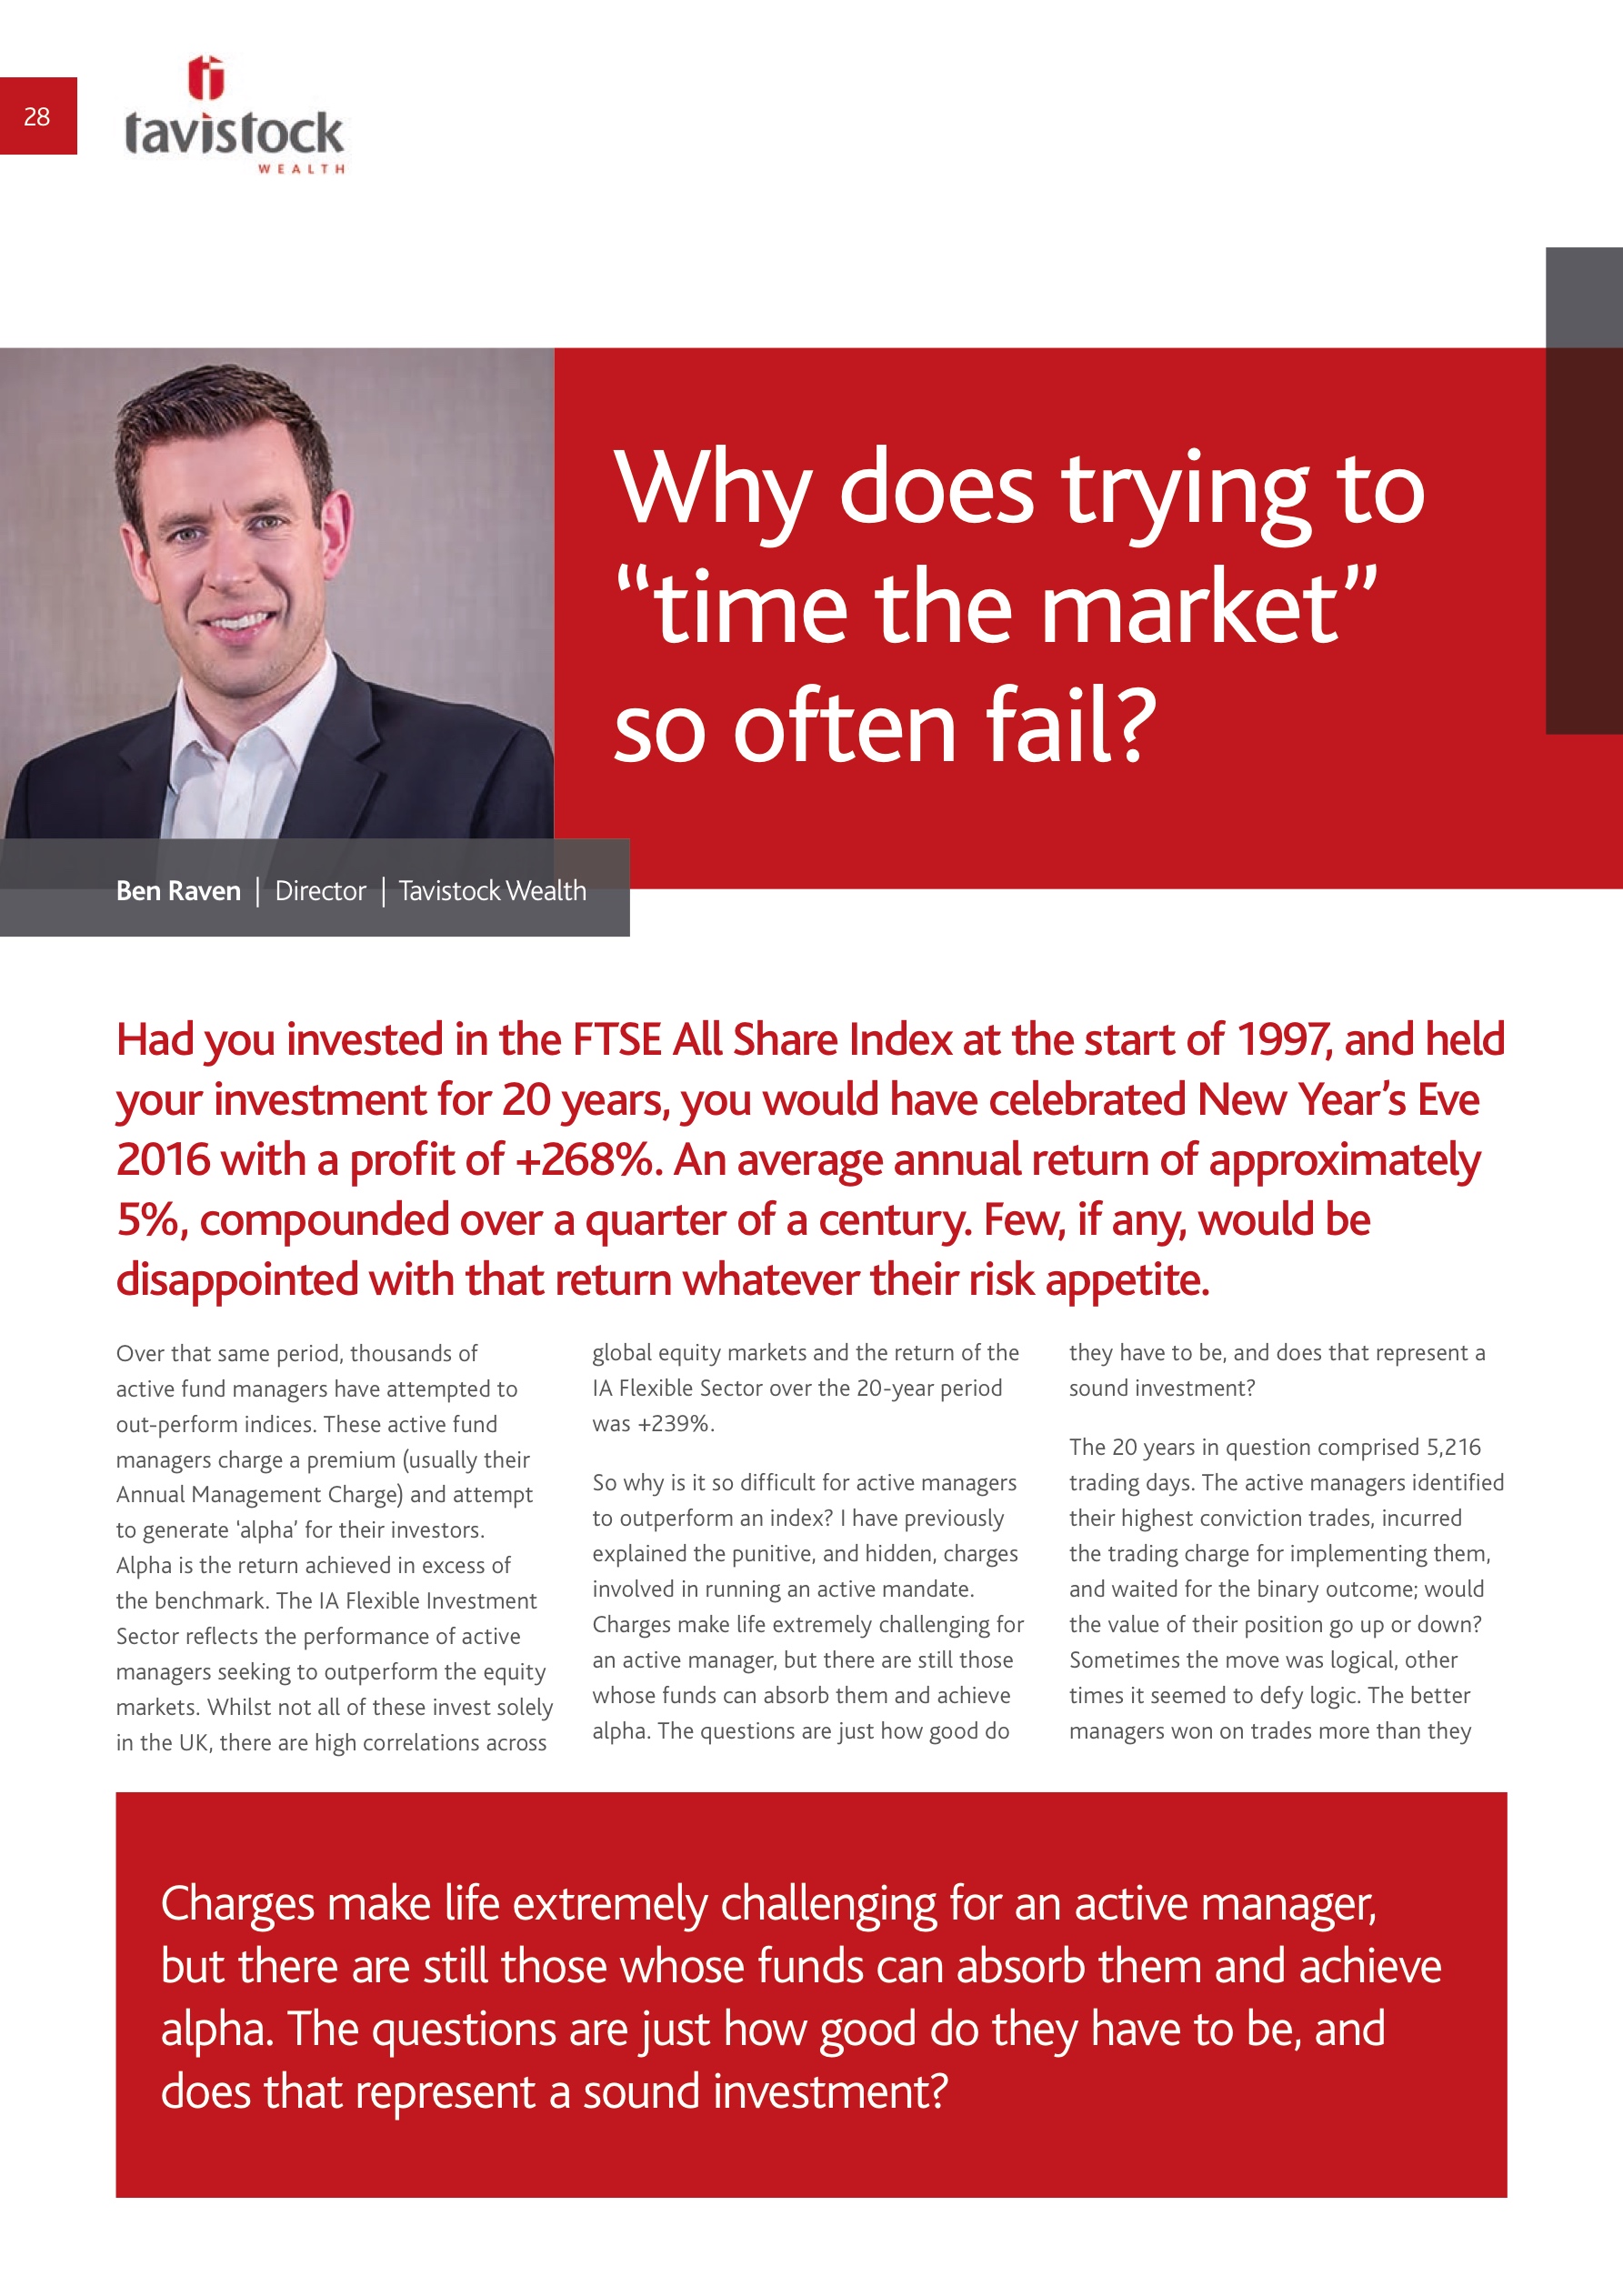 28
tavistock
WEALTH
Why does trying to
“time the market”
so often fail?
Ben Raven | Director | Tavistock Wealth
Had you invested in the FTSE All Share Index at the start of 1997, and held
your investment for 20 years, you would have celebrated New Year’s Eve
2016 with a profit of +268%. An average annual return of approximately
5%, compounded over a quarter of a century. Few, if any, would be
disappointed with that return whatever their risk appetite.
Over that same period, thousands of
active fund managers have attempted to
out-perform indices. These active fund
managers charge a premium (usually their
Annual Management Charge) and attempt
to generate ‘alpha’ for their investors.
Alpha is the return achieved in excess of
the benchmark. The IA Flexible Investment
Sector reflects the performance of active
managers seeking to outperform the equity
markets. Whilst not all of these invest solely
in the UK, there are high correlations across
global equity markets and the return of the
IA Flexible Sector over the 20-year period
was +239%.
So why is it so difficult for active managers
to outperform an index? I have previously
explained the punitive, and hidden, charges
involved in running an active mandate.
Charges make life extremely challenging for
an active manager, but there are still those
whose funds can absorb them and achieve
alpha. The questions are just how good do
they have to be, and does that represent a
sound investment?
The 20 years in question comprised 5,216
trading days. The active managers identified
their highest conviction trades, incurred
the trading charge for implementing them,
and waited for the binary outcome; would
the value of their position go up or down?
Sometimes the move was logical, other
times it seemed to defy logic. The better
managers won on trades more than they
Charges make life extremely challenging for an active manager,
but there are still those whose funds can absorb them and achieve
alpha. The questions are just how good do they have to be, and
does that represent a sound investment?